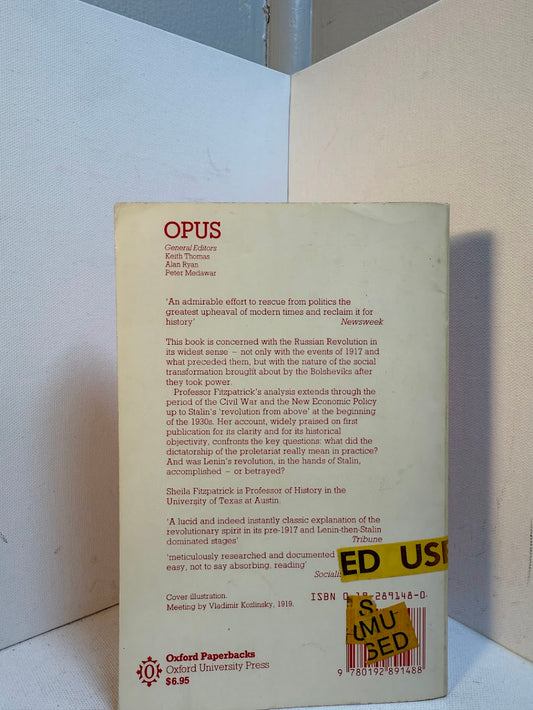 OPUS
General Editors
Keith Thomas
Alan Ryan
Peter Medawar
'An admirable effort to rescue from politics the
greatest upheaval of modern times and reclaim it for
history' Newsweek
This book is concerned with the Russian Revolution in
its widest sense – not only with the events of 1917 and
what preceded them, but with the nature of the social
transformation brought about by the Bolsheviks after
they took power.
Professor Fitzpatrick's analysis extends through the
period of the Civil War and the New Economic Policy
up to Stalin's 'revolution from above' at the beginning
of the 1930s. Her account, widely praised on first
publication for its clarity and for its historical
objectivity, confronts the key questions: what did the
dictatorship of the proletariat really mean in practice?
And was Lenin's revolution, in the hands of Stalin,
accomplished – or betrayed?
Sheila Fitzpatrick is Professor of History in the
University of Texas at Austin.
'A lucid and indeed instantly classic explanation of the
revolutionary spirit in its pre-1917 and Lenin-then-Stalin
dominated stages' Tribune
'meticulously researched and documented
easy, not to say absorbing, reading'
ED US
Cover illustration:
Meeting by Vladimir Kozlinsky, 1919.
ISBN 0-19-289148-0
S
MU
SED
9 780192 891488
Oxford Paperbacks
Oxford University Press
$6.95